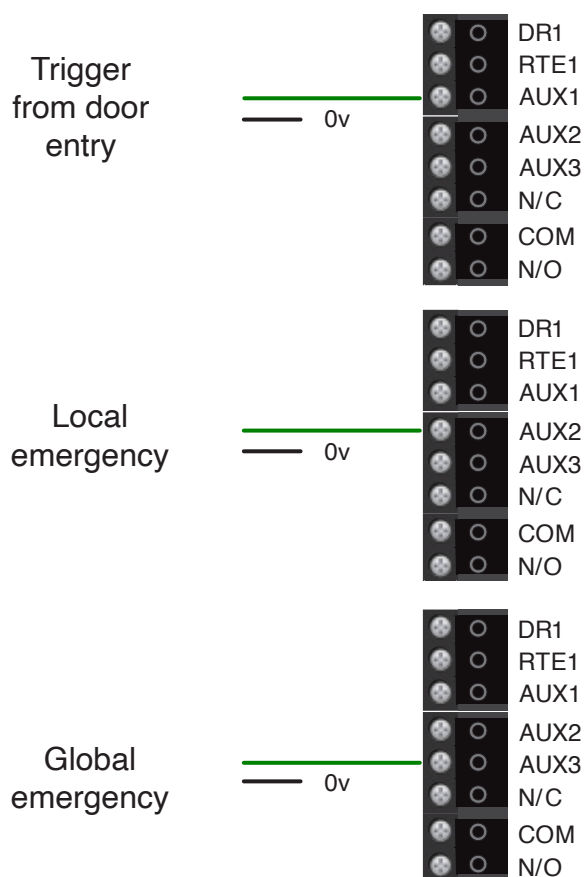 Trigger
from door
entry
0v
DR1
RTE1
AUX1
AUX2
AUX3
N/C
COM
N/O
Local
emergency
0v
DR1
RTE1
AUX1
AUX2
AUX3
N/C
COM
N/O
Global
emergency
0v
DR1
RTE1
AUX1
AUX2
AUX3
N/C
COM
N/O